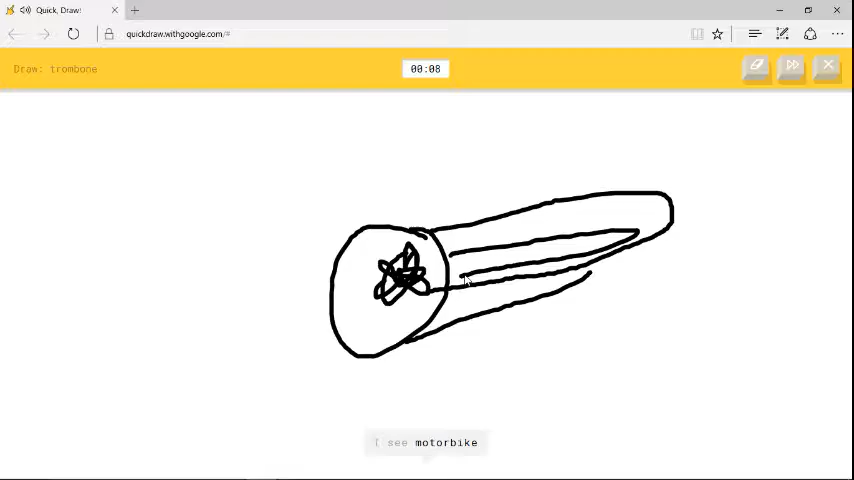 Quick, Draw!
quickdraw.withgoogle.com/#
Draw: trombone
00:08
I see motorbike